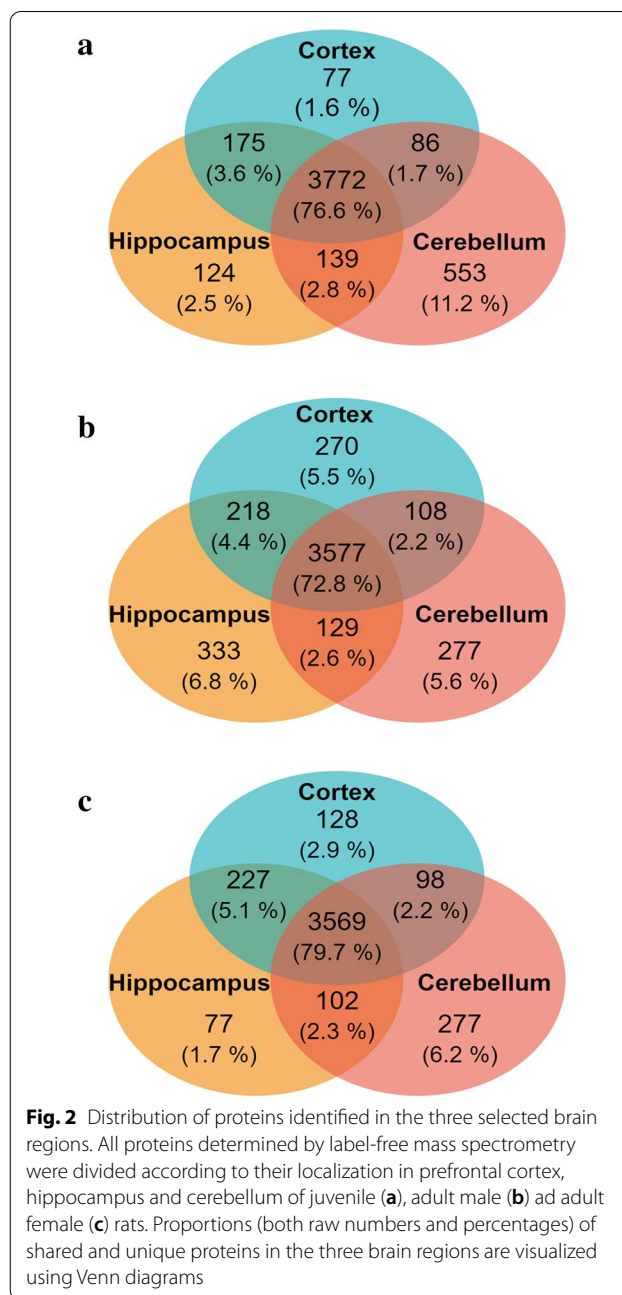 a
Cortex
77
(1.6 %)
175
(3.6 %)
86
(1.7 %)
3772
(76.6 %)
Hippocampus
124
(2.5 %)
139
(2.8 %)
Cerebellum
553
(11.2 %)
b
Cortex
270
(5.5 %)
218
(4.4 %)
108
(2.2 %)
3577
(72.8 %)
Hippocampus
333
(6.8 %)
129
(2.6 %)
Cerebellum
277
(5.6 %)
c
Cortex
128
(2.9 %)
227
(5.1 %)
98
(2.2 %)
3569
(79.7 %)
Hippocampus
77
(1.7 %)
102
(2.3 %)
Cerebellum
277
(6.2 %)
Fig. 2 Distribution of proteins identified in the three selected brain
regions. All proteins determined by label-free mass spectrometry
were divided according to their localization in prefrontal cortex,
hippocampus and cerebellum of juvenile (a), adult male (b) ad adult
female (c) rats. Proportions (both raw numbers and percentages) of
shared and unique proteins in the three brain regions are visualized
using Venn diagrams